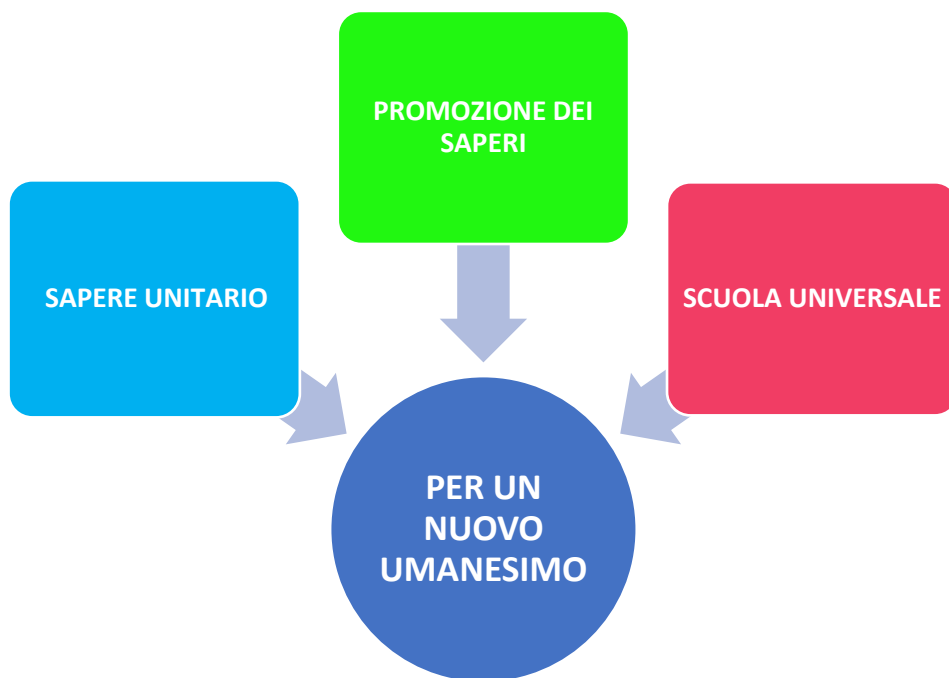 PROMOZIONE DEI
SAPERI
SAPERE UNITARIO
SCUOLA UNIVERSALE
PER UN
NUOVO
UMANESIMO